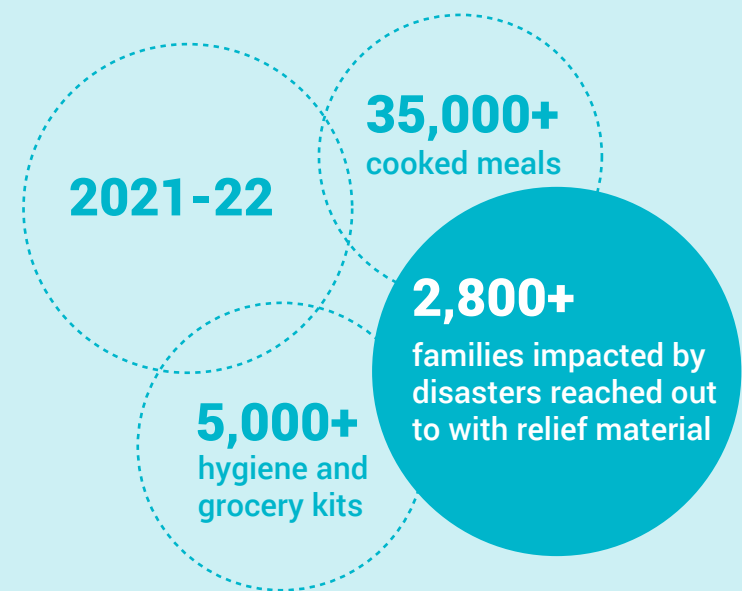 2021-22
35,000+
cooked meals
2,800+
families impacted by
disasters reached out
to with relief material
5,000+
hygiene and
grocery kits